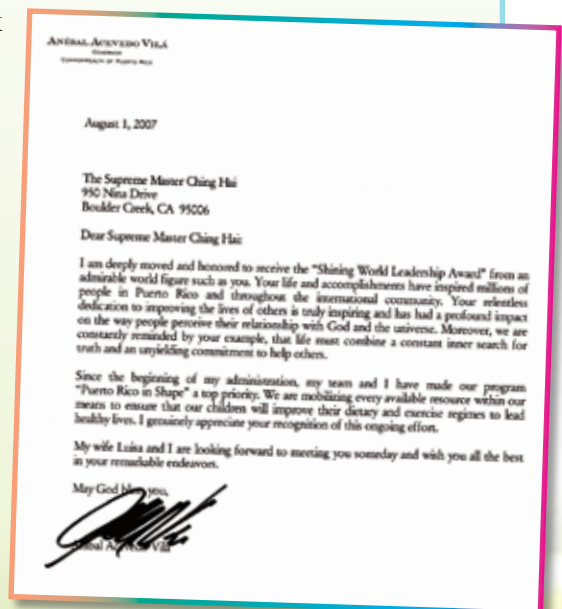 ANÍBAL ACEVEDO VILÁ
GOVERNOR
COMMONWEALTH OF PUERTO RICO
August 1, 2007
The Supreme Master Ching Hai
950 Nina Drive
Boulder Creek, CA 95006
Dear Supreme Master Ching Hai:
I am deeply moved and honored to receive the "Shining World Leadership Award" from an
admirable world figure such as you. Your life and accomplishments have inspired millions of
people in Puerto Rico and throughout the international community. Your relentless
dedication to improving the lives of others is truly inspiring and has had a profound impact
on the way people perceive their relationship with God and the universe. Moreover, we are
constantly reminded by your example, that life must combine a constant inner search for
truth and an unyielding commitment to help others.
Since the beginning of my administration, my team and I have made our program
"Puerto Rico in Shape" a top priority. We are mobilizing every available resource within our
means to ensure that our children will improve their dietary and exercise regimes to lead
healthy lives. I genuinely appreciate your recognition of this ongoing effort.
My wife Luisa and I are looking forward to meeting you someday and wish you all the best
in your remarkable endeavors.
May God bless you,
Aníbal Acevedo Vilá